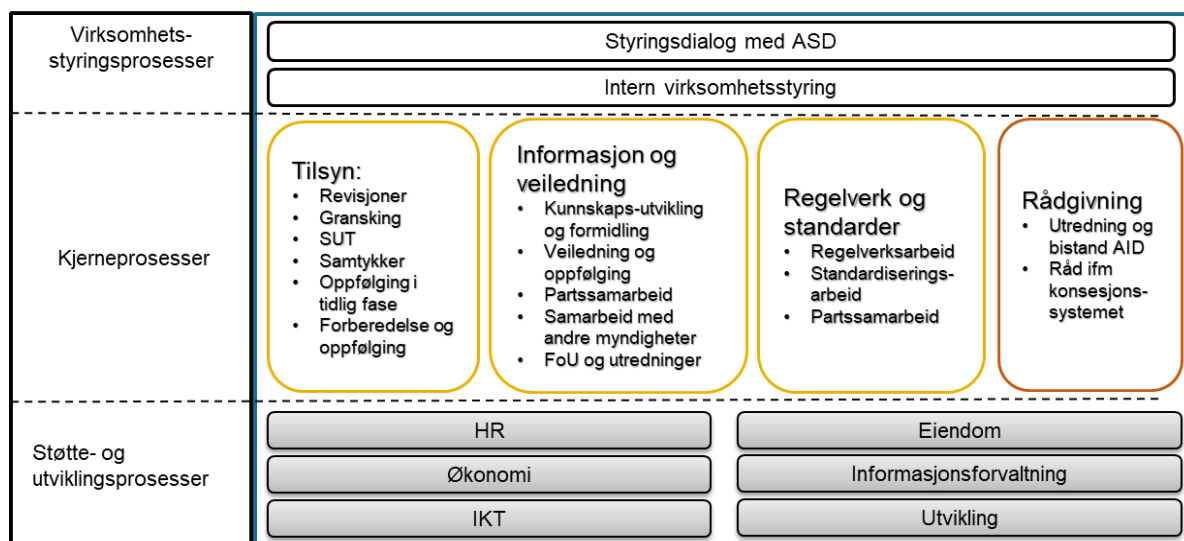 Virksomhets-
styringsprosesser
Styringsdialog med ASD
Intern virksomhetsstyring
Kjerneprosesser
Tilsyn:
• Revisjoner
• Gransking
• SUT
• Samtykker
• Oppfølging i
tidlig fase
• Forberedelse og
oppfølging
Informasjon og
veiledning
• Kunnskaps-utvikling
og formidling
• Veiledning og
oppfølging
• Partssamarbeid
• Samarbeid med
andre myndigheter
• FoU og utredninger
Regelverk og
standarder
• Regelverksarbeid
• Standardiserings-
arbeid
• Partssamarbeid
Rådgivning
• Utredning og
bistand AID
• Råd ifm
konsesjons-
systemet
Støtte- og
utviklingsprosesser
HR
Økonomi
IKT
Eiendom
Informasjonsforvaltning
Utvikling